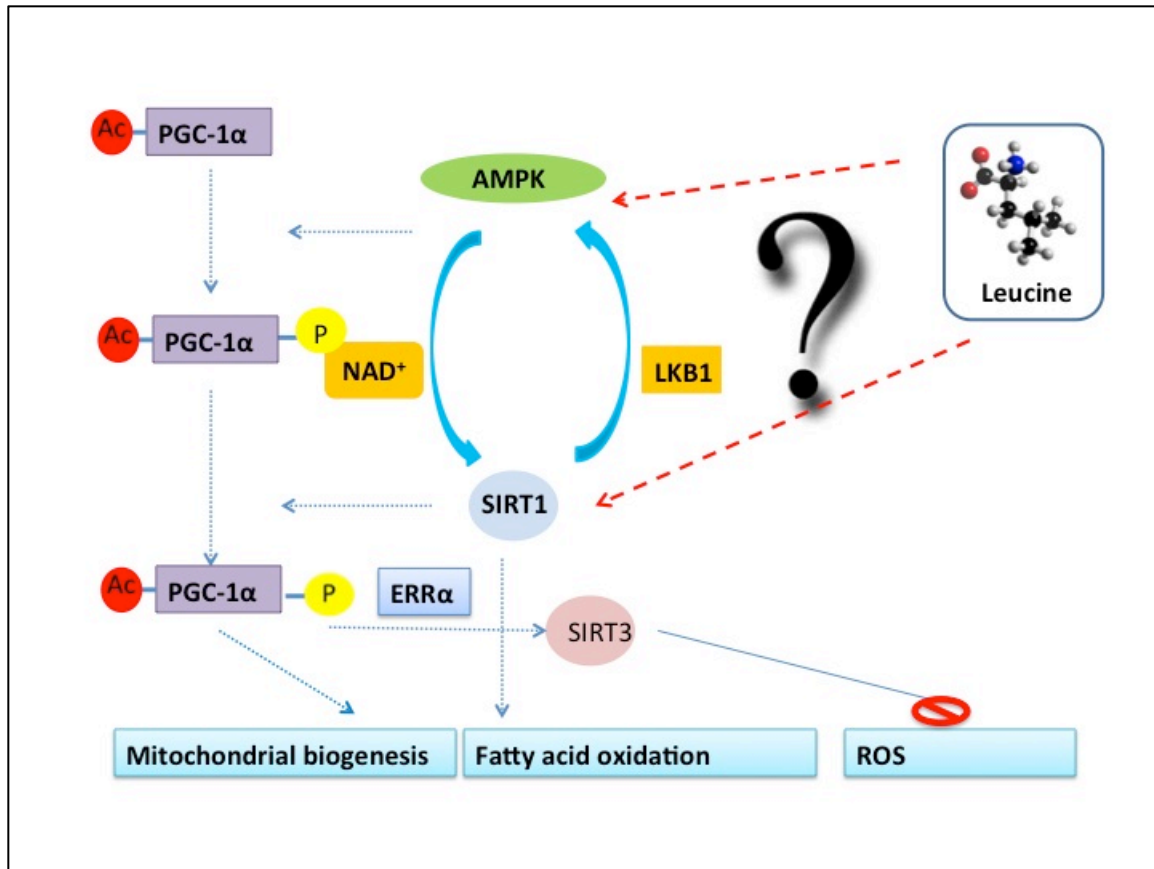 Ac
PGC-1α
AMPK
?
Leucine
Ac
PGC-1α
P
NAD⁺
LKB1
SIRT1
Ac
PGC-1α
P
ERRα
SIRT3
Mitochondrial biogenesis
Fatty acid oxidation
ROS